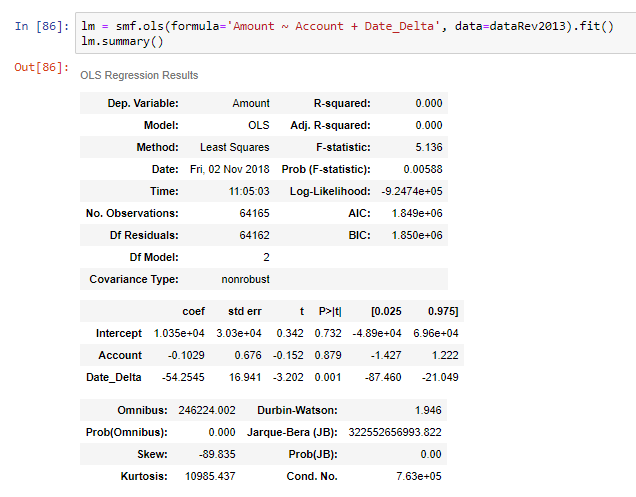 In [86]: lm = smf.ols(formula='Amount ~ Account + Date_Delta', data=dataRev2013).fit()
lm.summary()
Out[86]: OLS Regression Results
Dep. Variable: Amount R-squared: 0.000
Model: OLS Adj. R-squared: 0.000
Method: Least Squares F-statistic: 5.136
Date: Fri, 02 Nov 2018 Prob (F-statistic): 0.00588
Time: 11:05:03 Log-Likelihood: -9.2474e+05
No. Observations: 64165 AIC: 1.849e+06
Df Residuals: 64162 BIC: 1.850e+06
Df Model: 2
Covariance Type: nonrobust
coef std err t P>|t| [0.025 0.975]
Intercept 1.035e+04 3.03e+04 0.342 0.732 -4.89e+04 6.96e+04
Account -0.1029 0.676 -0.152 0.879 -1.427 1.222
Date_Delta -54.2545 16.941 -3.202 0.001 -87.460 -21.049
Omnibus: 246224.002 Durbin-Watson: 1.946
Prob(Omnibus): 0.000 Jarque-Bera (JB): 322552656993.822
Skew: -89.835 Prob(JB): 0.00
Kurtosis: 10985.437 Cond. No. 7.63e+05